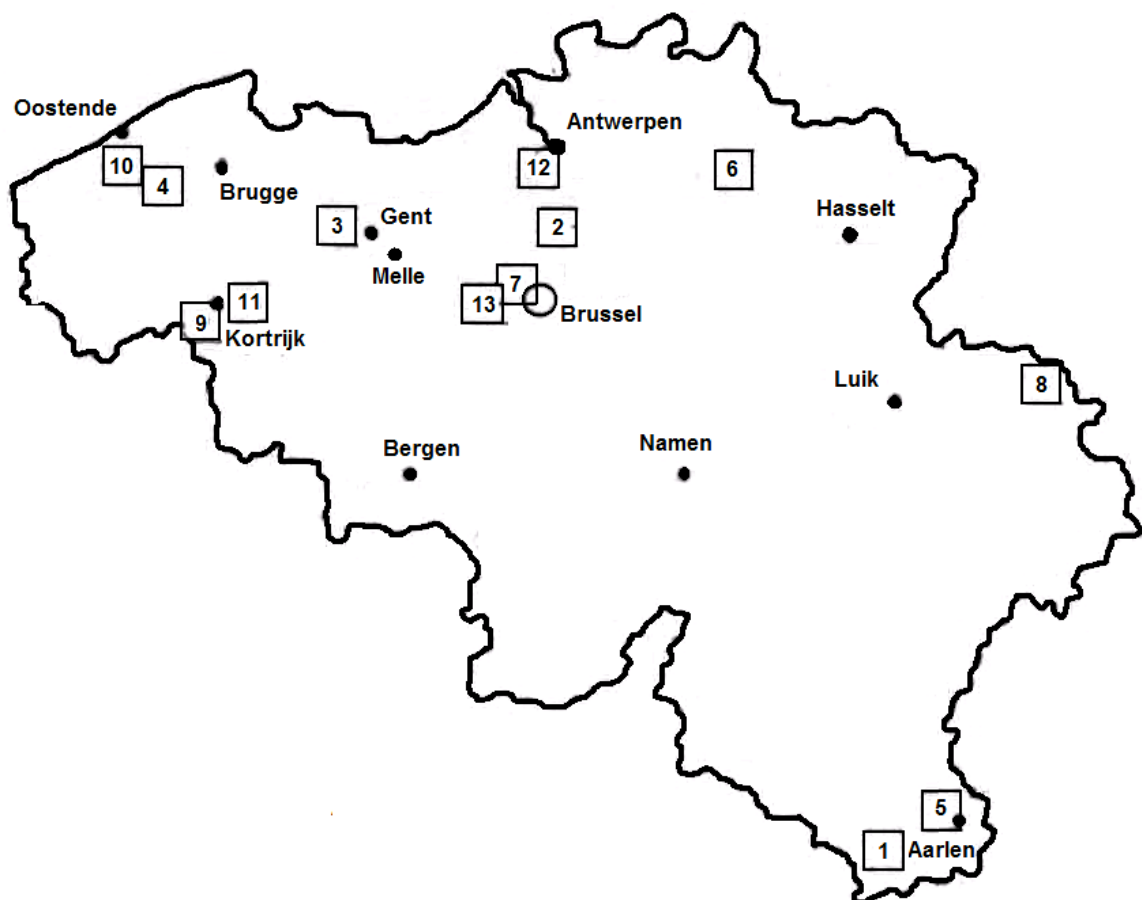 Oostende
Antwerpen
10
4
Brugge
12
6
3
Gent
2
Hasselt
Melle
7
13
Brussel
11
9
Kortrijk
Luik
8
Bergen
Namen
5
1
Aarlen